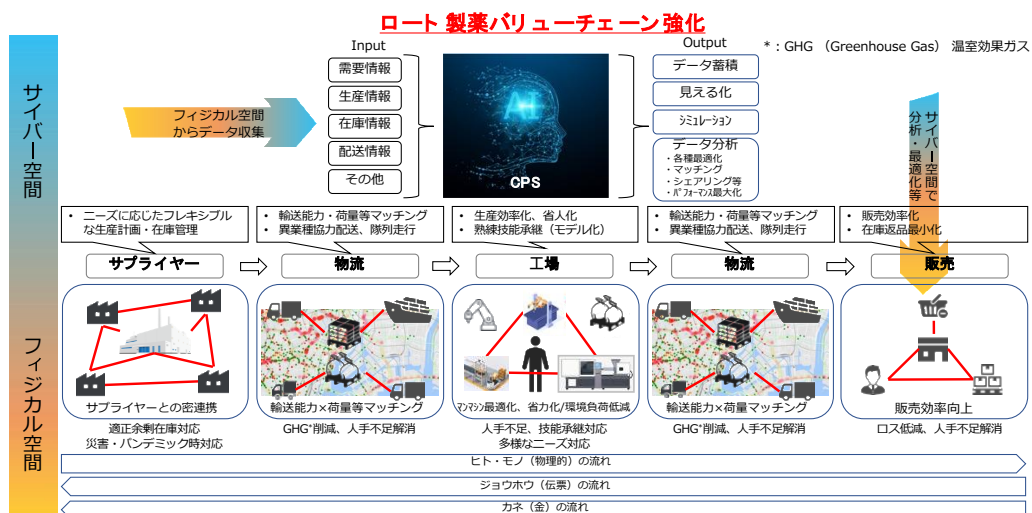 ロート製薬バリューチェーン強化
サイバー空間
フィジカル空間
フィジカル空間
からデータ収集
Input
需要情報
生産情報
在庫情報
配送情報
その他
AI
CPS
Output
データ蓄積
見える化
ｼﾐｭﾚｰｼｮﾝ
データ分析
・各種最適化
・マッチング
・シェアリング等
・ﾊﾟﾌｫｰﾏﾝｽ最大化
*：GHG （Greenhouse Gas） 温室効果ガス
サイバー空間で
分析・最適化等
• ニーズに応じたフレキシブル
な生産計画・在庫管理
• 輸送能力・荷量等マッチング
• 異業種協力配送、隊列走行
• 生産効率化、省人化
• 熟練技能承継（モデル化）
• 輸送能力・荷量等マッチング
• 異業種協力配送、隊列走行
• 販売効率化
• 在庫返品最小化
サプライヤー
物流
工場
物流
販売
サプライヤーとの密連携
輸送能力×荷量等マッチング
ﾏﾝﾏｼﾝ最適化、省力化/環境負荷低減
輸送能力×荷量等マッチング
販売効率向上
適正余剰在庫対応
災害・パンデミック時対応
GHG*削減、人手不足解消
人手不足、技能承継対応
多様なニーズ対応
GHG*削減、人手不足解消
ロス低減、人手不足解消
ヒト・モノ（物理的）の流れ
ジョウホウ（伝票）の流れ
カネ（金）の流れ